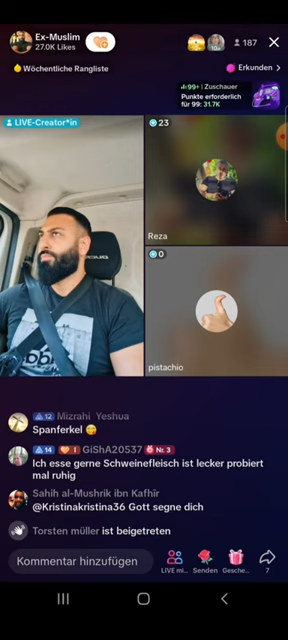 Ex-Muslim
27.0K Likes
187
Wöchentliche Rangliste
Erkunden
99+ | Zuschauer
Punkte erforderlich
für 99: 31.7K
LIVE-Creator*in
23
Reza
0
pistachio
12 Mizrahi Yeshua
Spanferkel
14 I GiShA20537 Nr. 3
Ich esse gerne Schweinefleisch ist lecker probiert
mal ruhig
Sahih al-Mushrik ibn Kafhïr
@Kristinakristina36 Gott segne dich
Torsten müller ist beigetreten
Kommentar hinzufügen
LIVE mi...
Senden
Gesche...
7